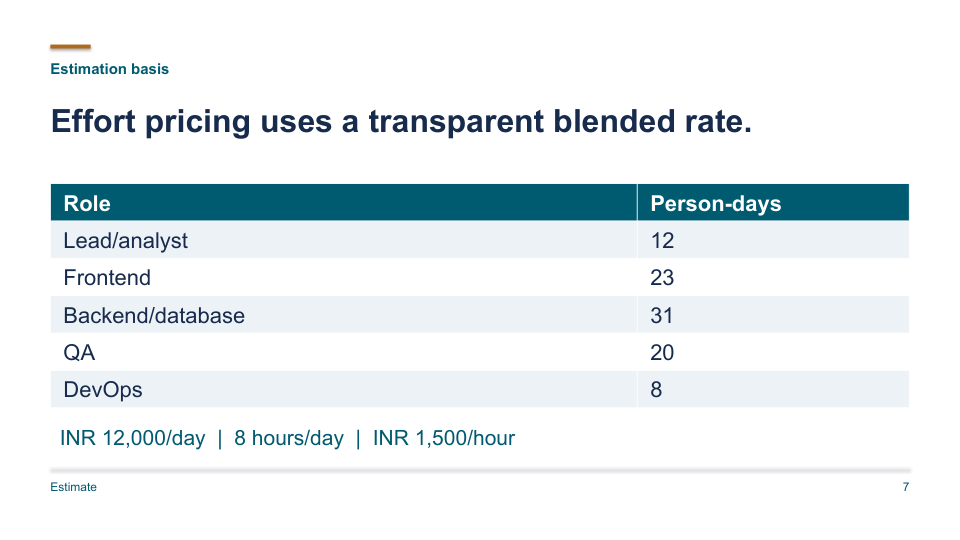 Estimation basis
Effort pricing uses a transparent blended rate.
Role Person-days
Lead/analyst 12
Frontend 23
Backend/database 31
QA 20
DevOps 8
INR 12,000/day | 8 hours/day | INR 1,500/hour
Estimate 7